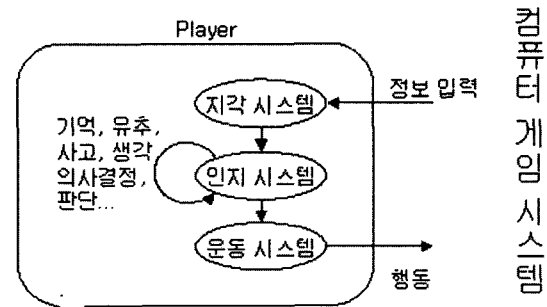 Player
지각 시스템
정보 입력
기억, 유추,
사고, 생각
의사결정,
판단...
인지 시스템
운동 시스템
행동
컴퓨터 게임 시스템